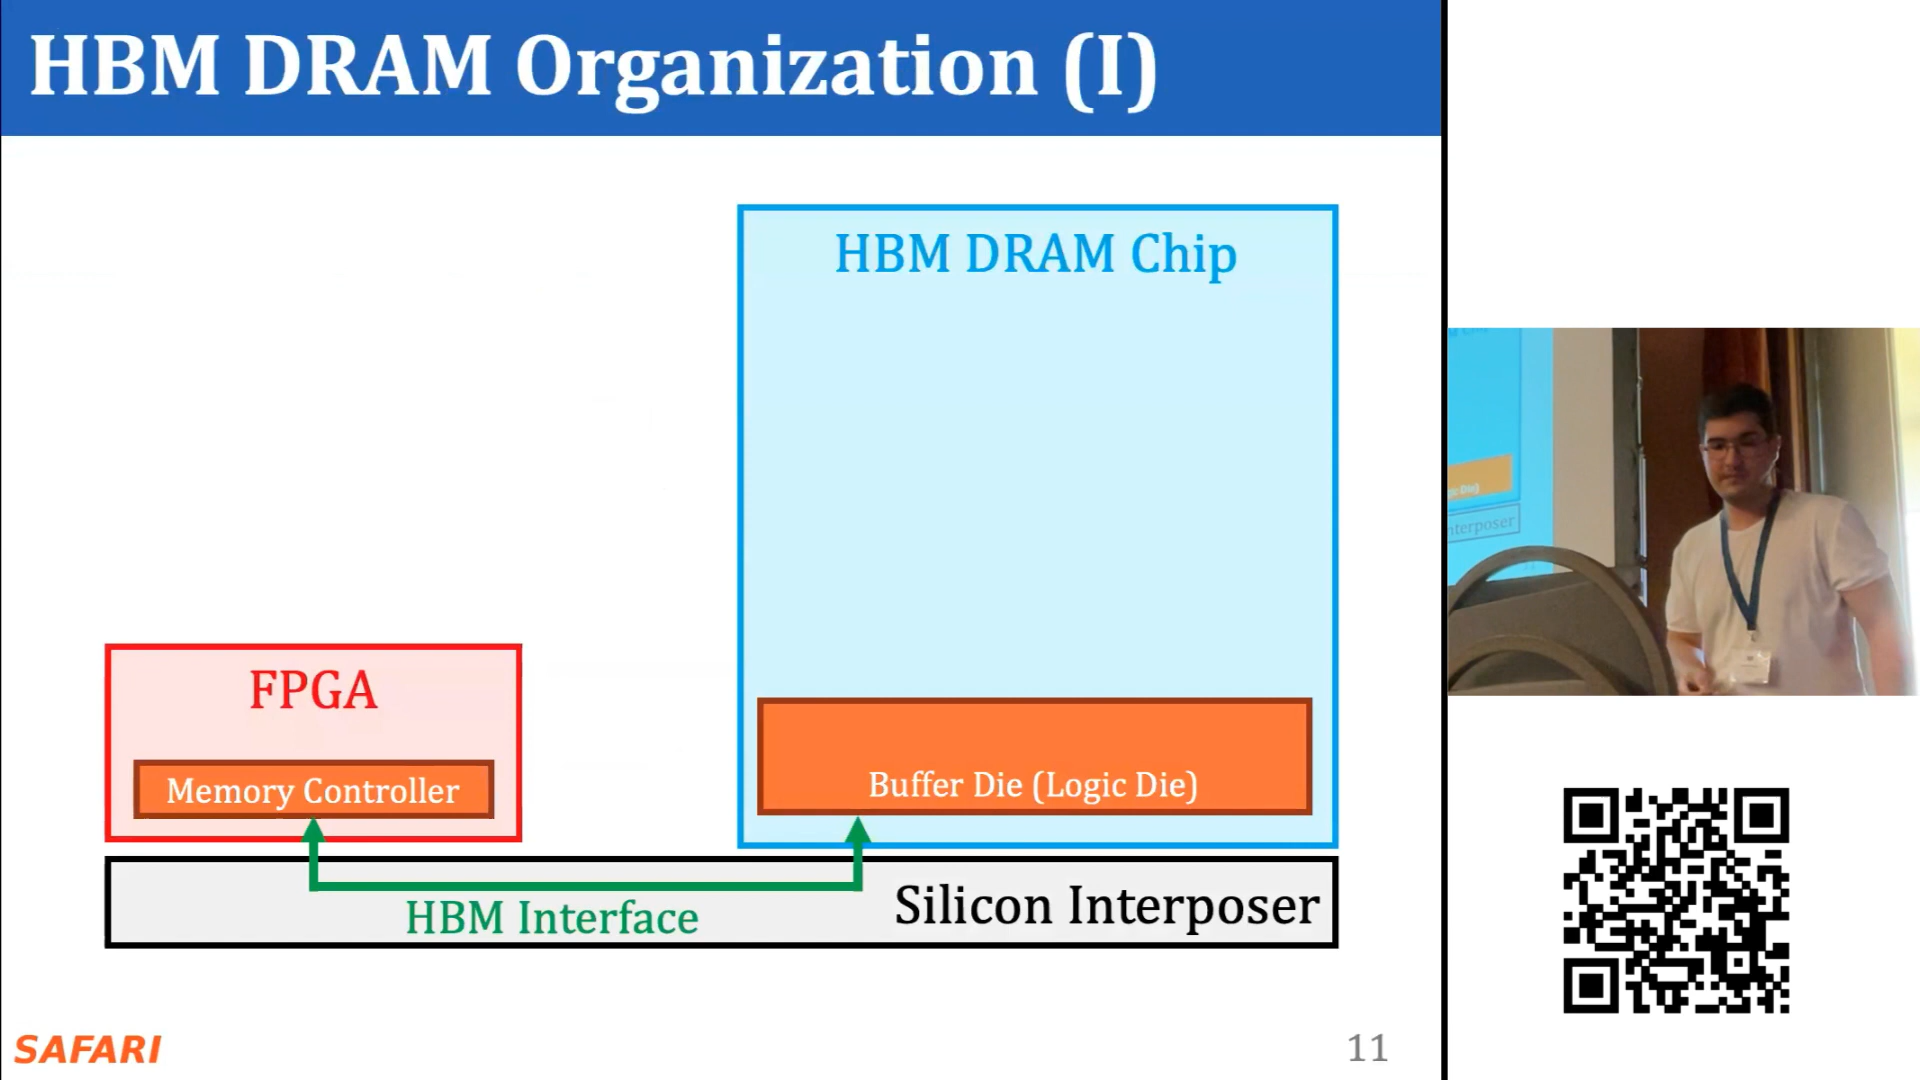 HBM DRAM Organization (I)
HBM DRAM Chip
FPGA
Memory Controller
Buffer Die (Logic Die)
HBM Interface
Silicon Interposer
SAFARI
11